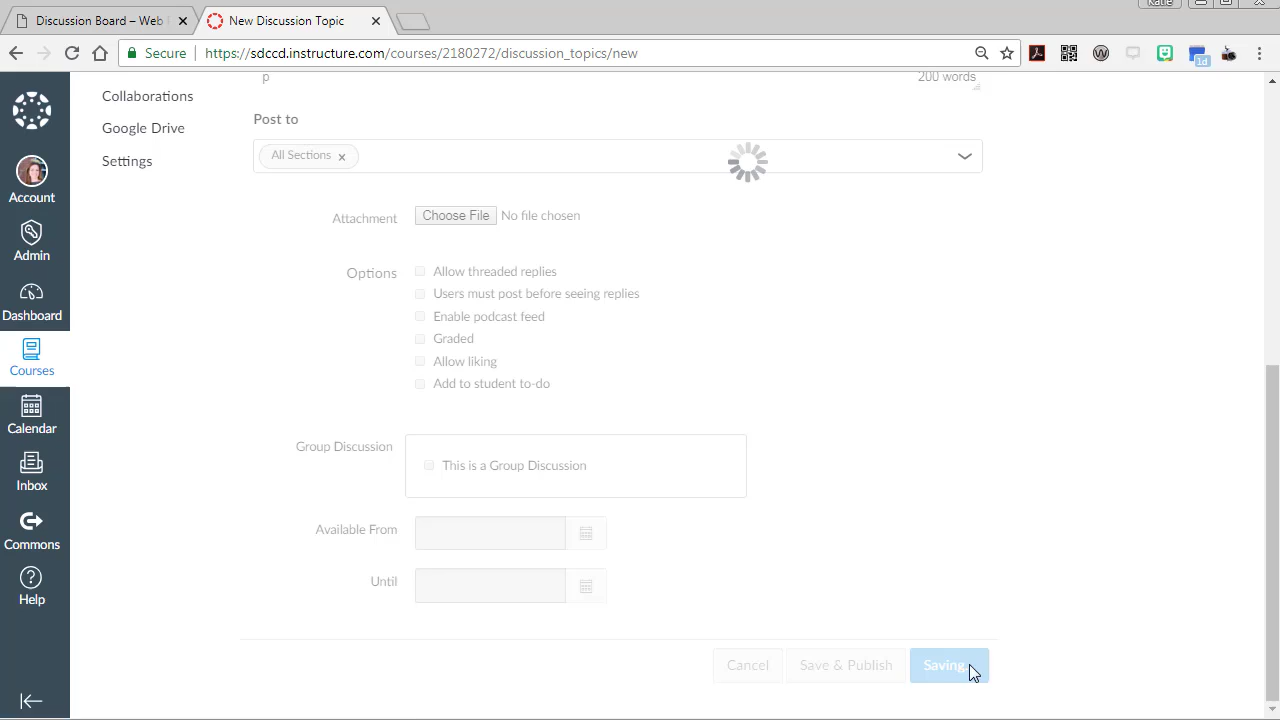 Katie
Discussion Board – Web
New Discussion Topic
Secure
https://sdccd.instructure.com/courses/2180272/discussion_topics/new
1d
p
200 words
Collaborations
Google Drive
Settings
Account
Admin
Dashboard
Courses
Calendar
Inbox
Commons
Help
Post to
All Sections
Attachment
Choose File No file chosen
Options
Allow threaded replies
Users must post before seeing replies
Enable podcast feed
Graded
Allow liking
Add to student to-do
Group Discussion
This is a Group Discussion
Available From
Until
Cancel
Save & Publish
Saving